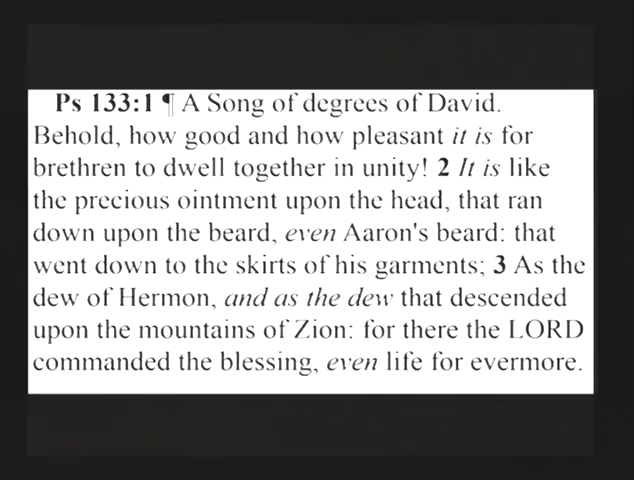 Ps 133:1 ¶ A Song of degrees of David.
Behold, how good and how pleasant it is for
brethren to dwell together in unity! 2 It is like
the precious ointment upon the head, that ran
down upon the beard, even Aaron's beard: that
went down to the skirts of his garments; 3 As the
dew of Hermon, and as the dew that descended
upon the mountains of Zion: for there the LORD
commanded the blessing, even life for evermore.